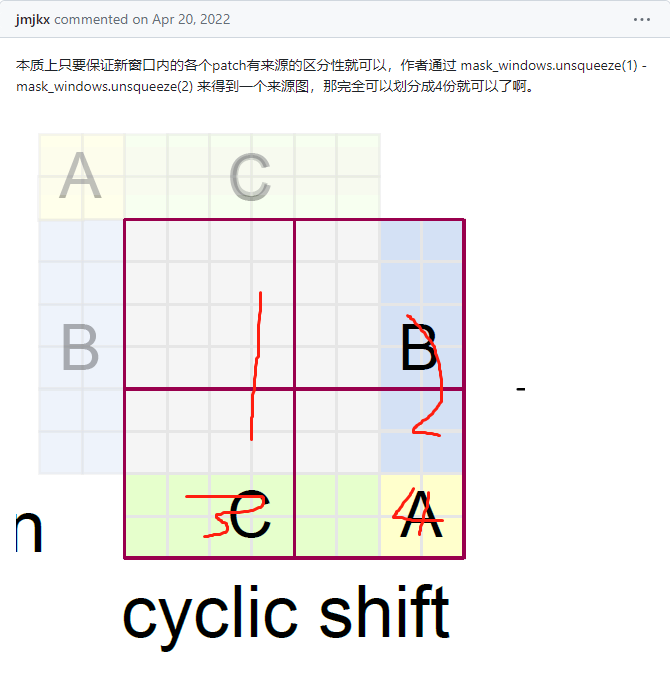 jmjkx commented on Apr 20, 2022
...
本质上只要保证新窗口内的各个patch有来源的区分性就可以，作者通过 mask_windows.unsqueeze(1) -
mask_windows.unsqueeze(2) 来得到一个来源图，那完全可以划分成4份就可以了啊。
A C
B 1 B 2
-
n 3 C 4 A
cyclic shift